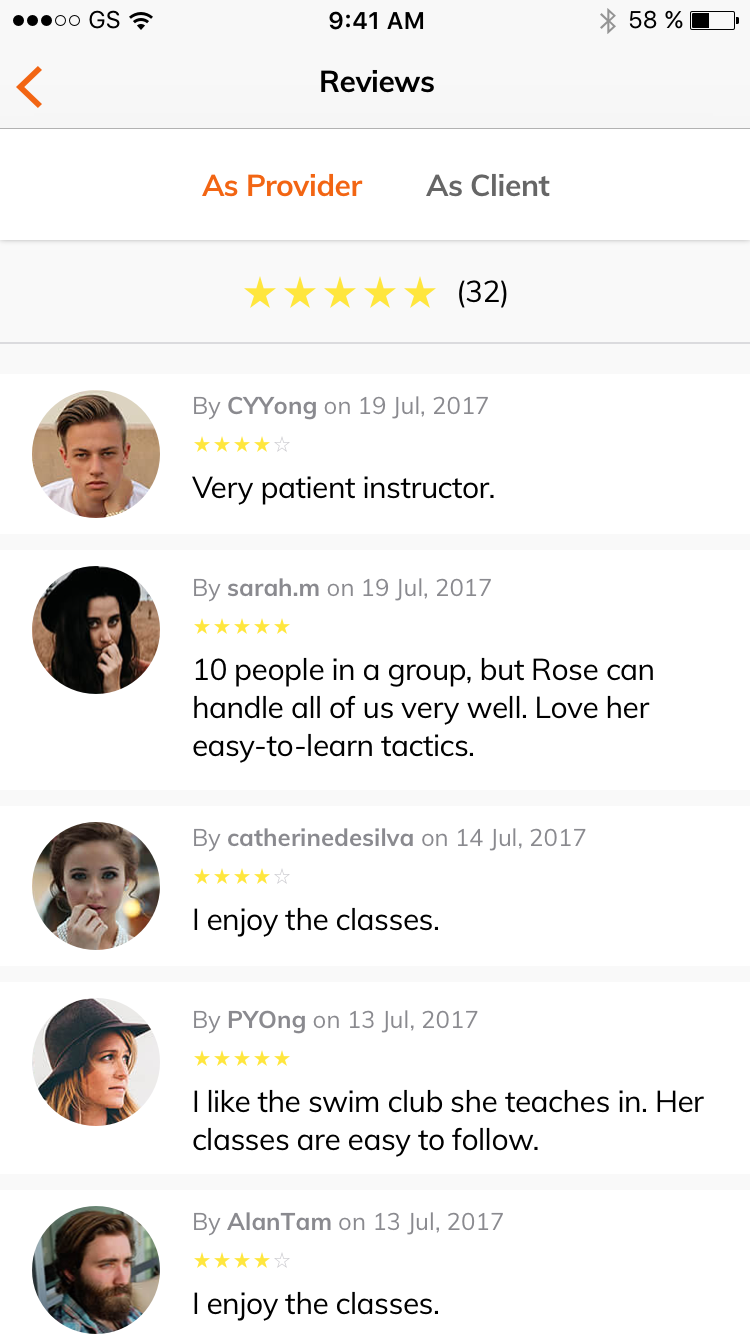 GS 9:41 AM 58 %
Reviews
As Provider As Client
(32)
By CYYong on 19 Jul, 2017
Very patient instructor.
By sarah.m on 19 Jul, 2017
10 people in a group, but Rose can
handle all of us very well. Love her
easy-to-learn tactics.
By catherinedesilva on 14 Jul, 2017
I enjoy the classes.
By PYOng on 13 Jul, 2017
I like the swim club she teaches in. Her
classes are easy to follow.
By AlanTam on 13 Jul, 2017
I enjoy the classes.